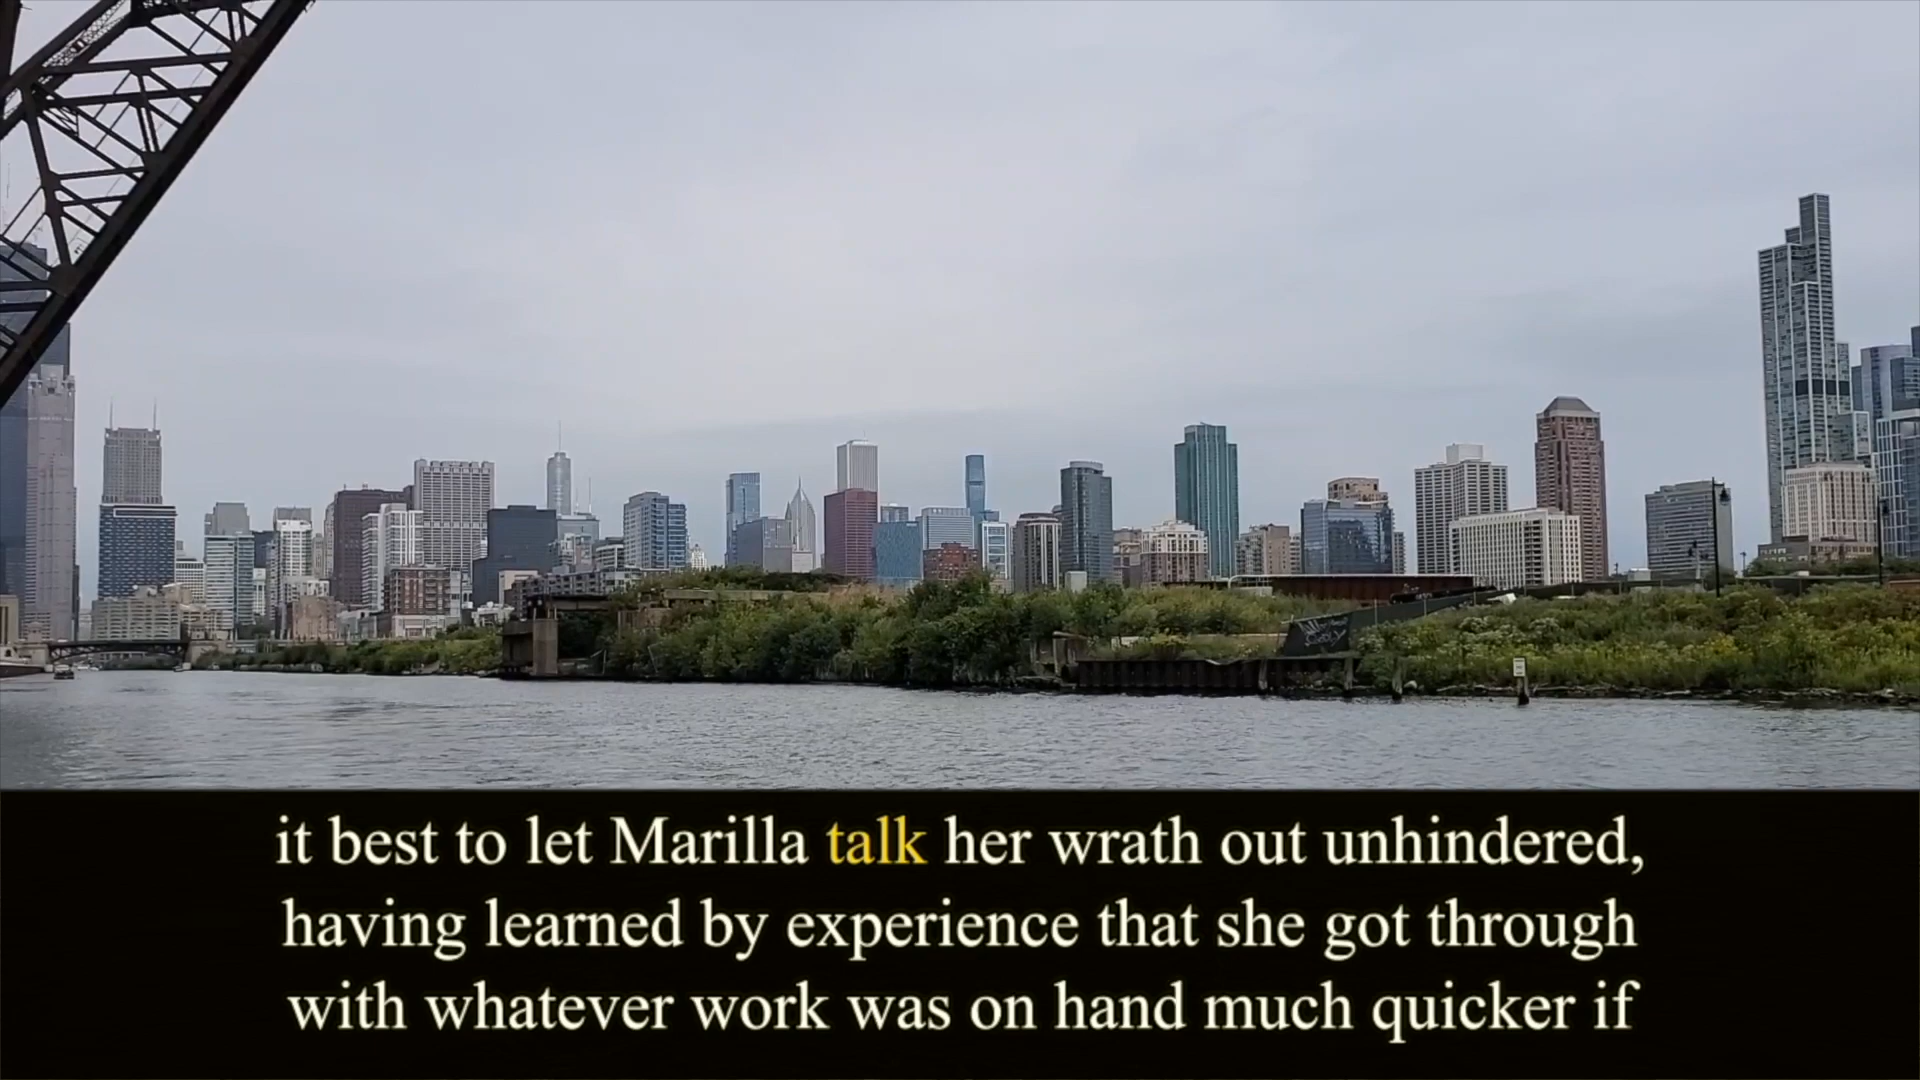 it best to let Marilla talk her wrath out unhindered,
having learned by experience that she got through
with whatever work was on hand much quicker if